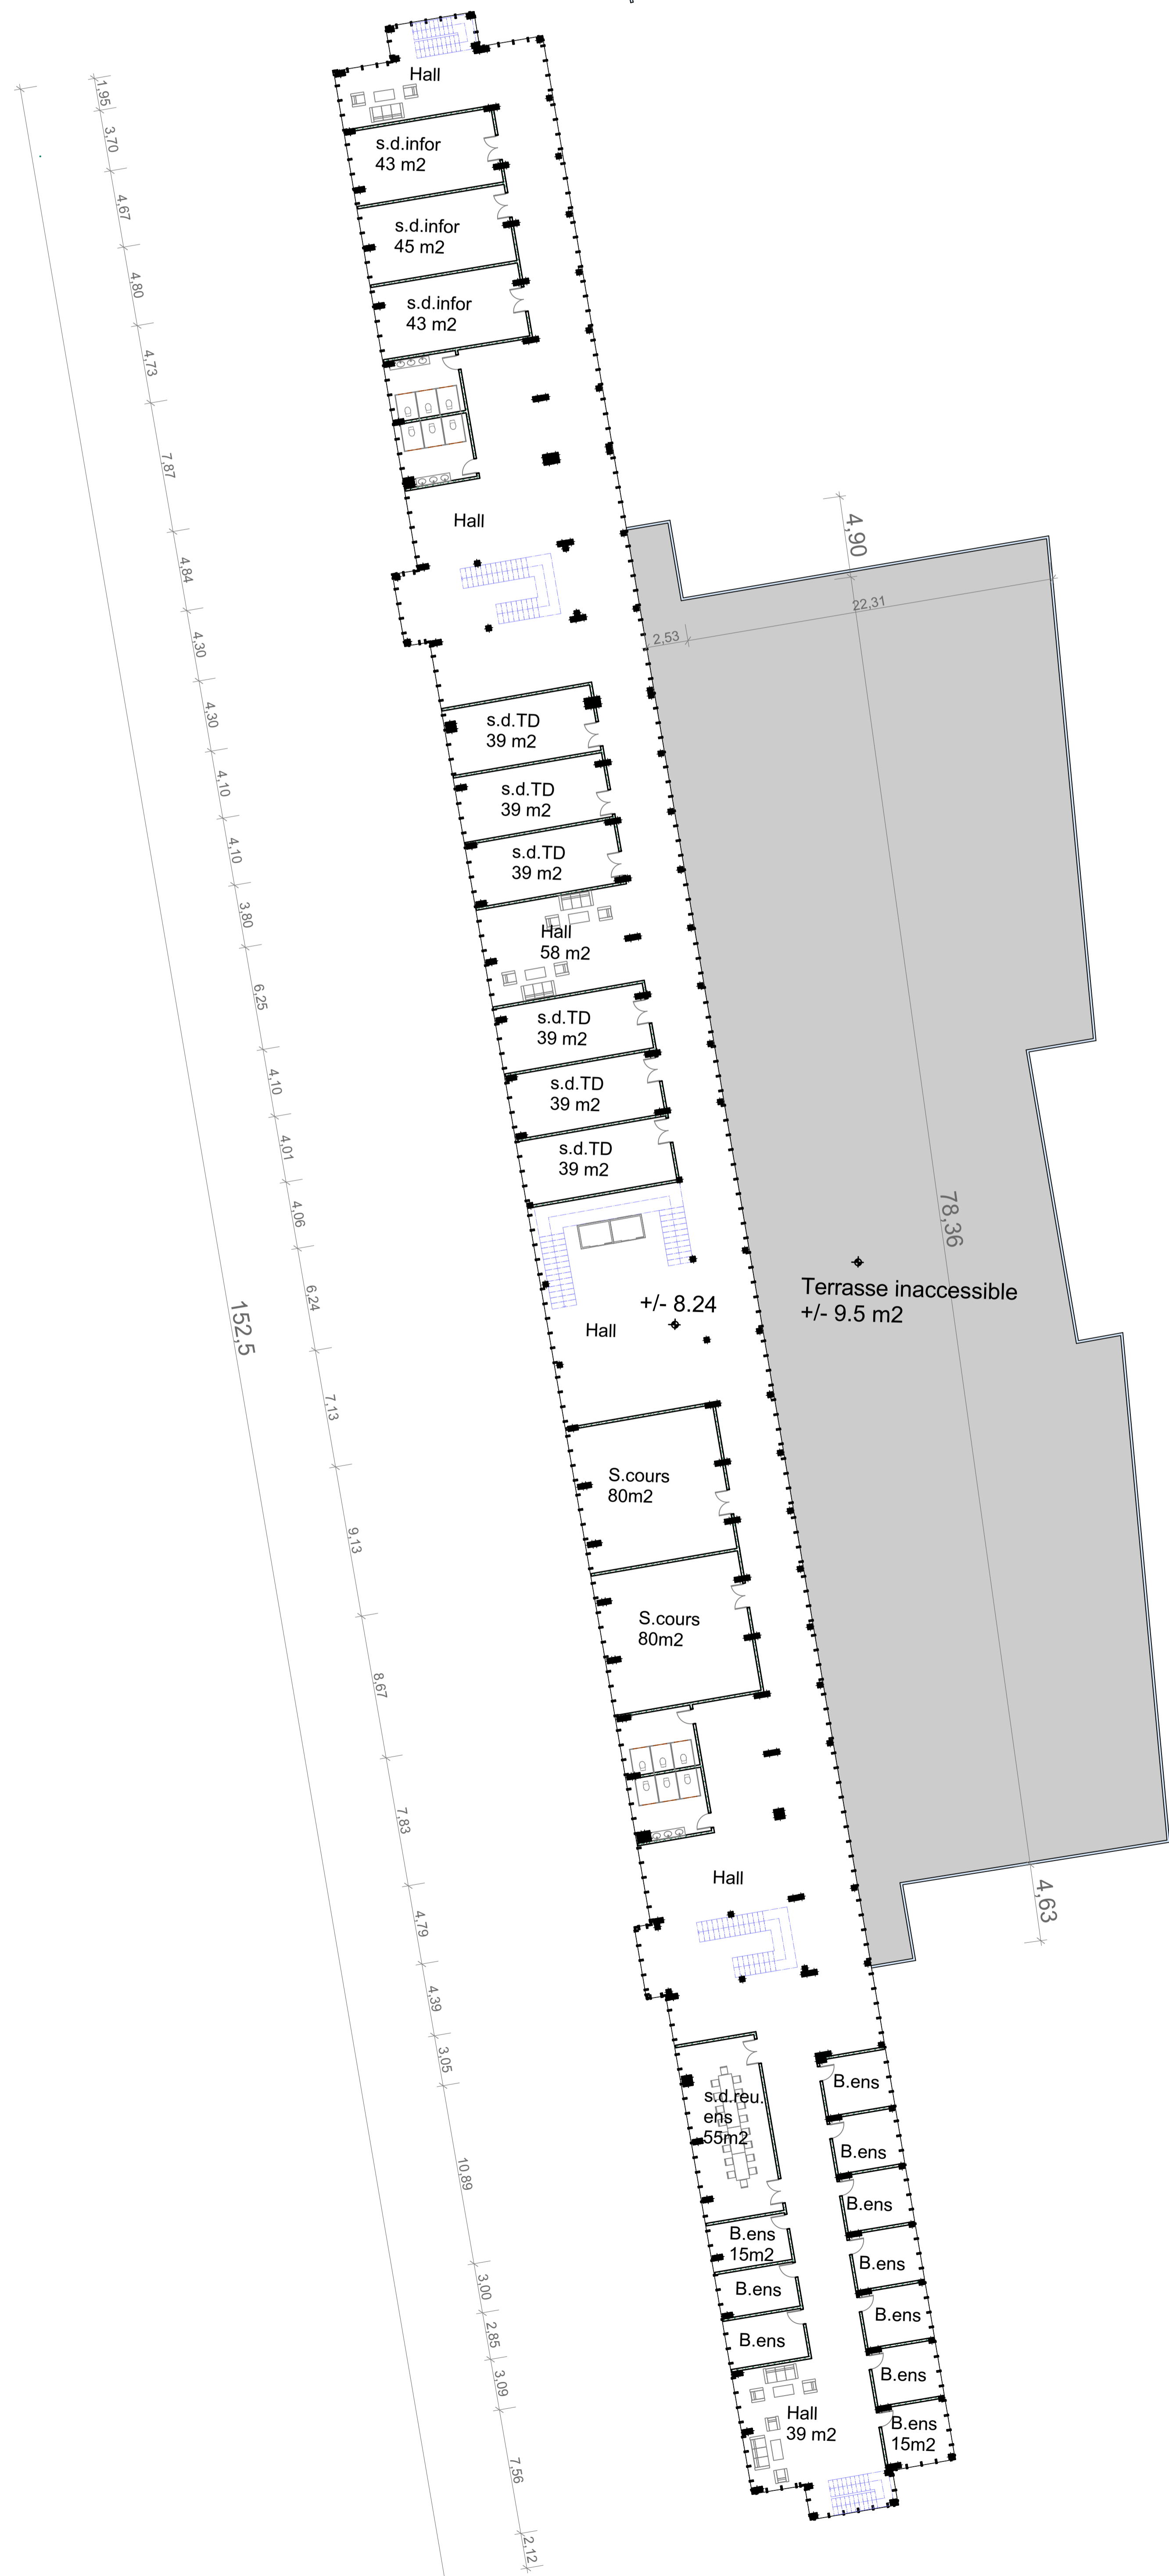 Hall
s.d.infor
43 m2
s.d.infor
45 m2
s.d.infor
43 m2
Hall
s.d.TD
39 m2
s.d.TD
39 m2
s.d.TD
39 m2
Hall
58 m2
s.d.TD
39 m2
s.d.TD
39 m2
s.d.TD
39 m2
+/- 8.24
Hall
Terrasse inaccessible
+/- 9.5 m2
S.cours
80m2
S.cours
80m2
Hall
s.d.reu.
ens
55m2
B.ens
15m2
B.ens
B.ens
Hall
39 m2
B.ens
B.ens
B.ens
B.ens
B.ens
B.ens
B.ens
15m2
1,95
3,70
4,67
4,80
4,73
7,87
4,84
4,30
4,30
4,10
4,10
3,80
6,25
4,10
4,01
4,06
6,24
7,13
9,13
8,67
7,83
4,79
4,39
3,05
10,89
3,00
2,85
3,09
7,56
2,12
152,5
4,90
22,31
2,53
78,36
4,63